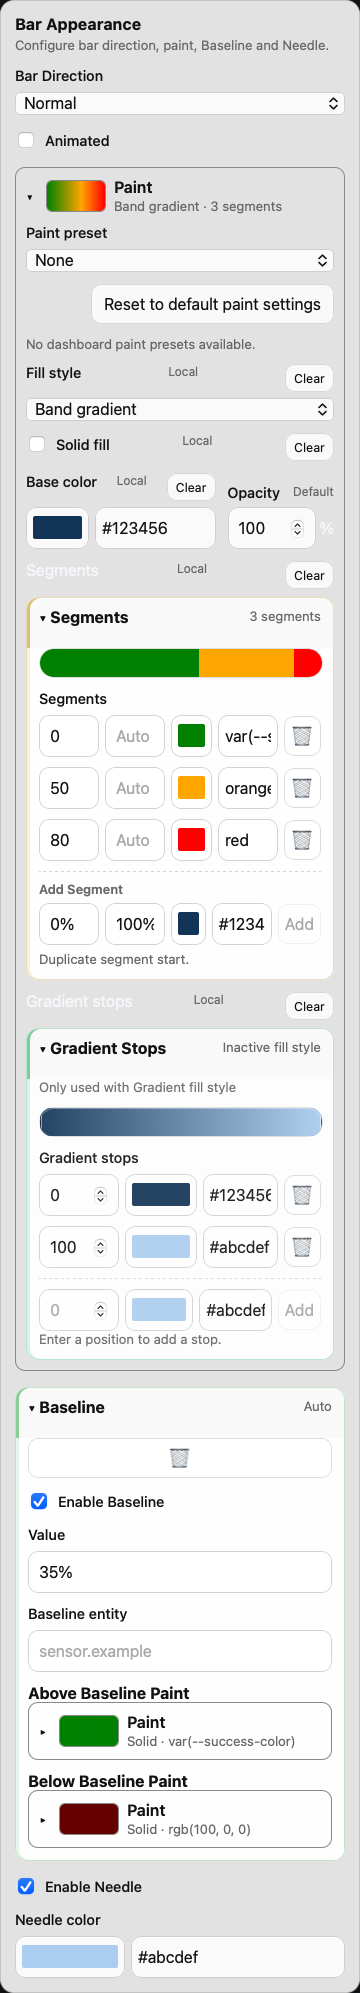 Bar Appearance
Configure bar direction, paint, Baseline and Needle.
Bar Direction
Normal
Animated
Paint
Band gradient · 3 segments
Paint preset
None
Reset to default paint settings
No dashboard paint presets available.
Fill style Local Clear
Band gradient
Solid fill Local Clear
Base color Local Clear Opacity Default
#123456 100 %
Segments Local Clear
Segments 3 segments
Segments
0 Auto var(--s
50 Auto orange
80 Auto red
Add Segment
0% 100% #1234 Add
Duplicate segment start.
Gradient stops Local Clear
Gradient Stops Inactive fill style
Only used with Gradient fill style
Gradient stops
0 #123456
100 #abcdef
0 #abcdef Add
Enter a position to add a stop.
Baseline Auto
Enable Baseline
Value
35%
Baseline entity
sensor.example
Above Baseline Paint
Paint
Solid · var(--success-color)
Below Baseline Paint
Paint
Solid · rgb(100, 0, 0)
Enable Needle
Needle color
#abcdef